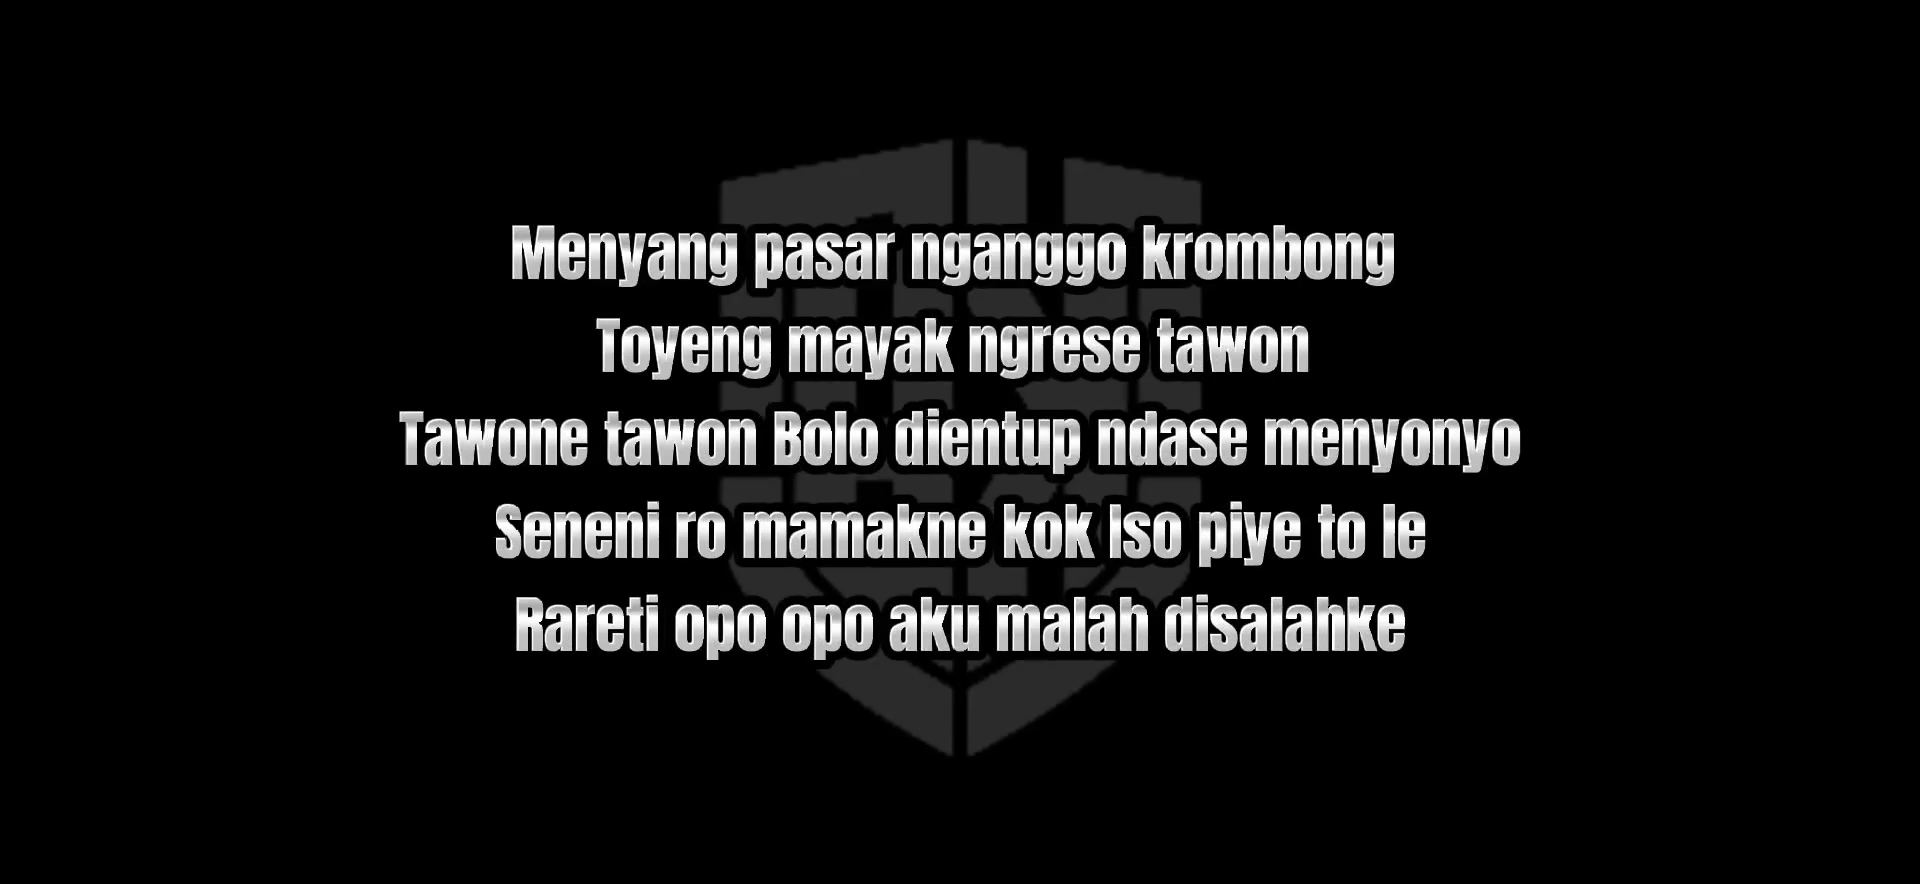 Menyang pasar nganggo krombong
Toyeng mayak ngrese tawon
Tawone tawon Bolo dientup ndase menyonyo
Seneni ro mamakne kok Iso piye to le
Rareti opo opo aku malah disalahke